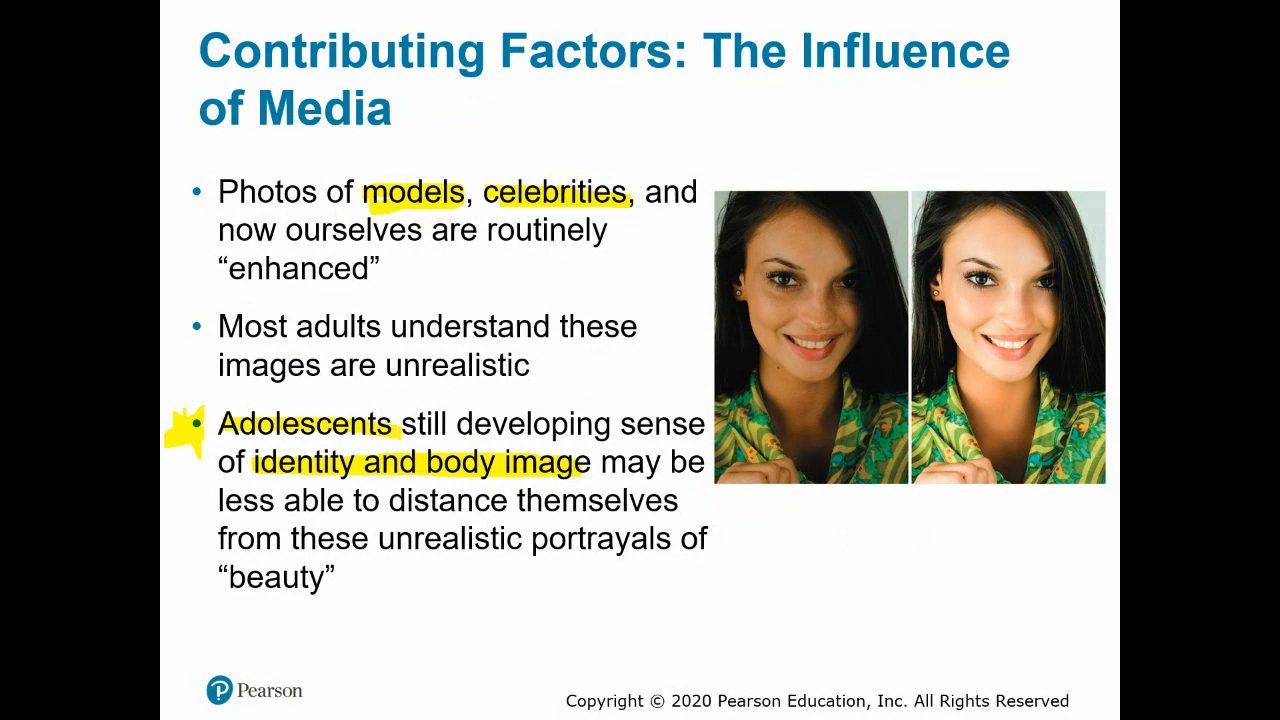 Contributing Factors: The Influence
of Media
• Photos of models, celebrities, and
now ourselves are routinely
“enhanced”
• Most adults understand these
images are unrealistic
• Adolescents still developing sense
of identity and body image may be
less able to distance themselves
from these unrealistic portrayals of
“beauty”
Pearson
Copyright © 2020 Pearson Education, Inc. All Rights Reserved